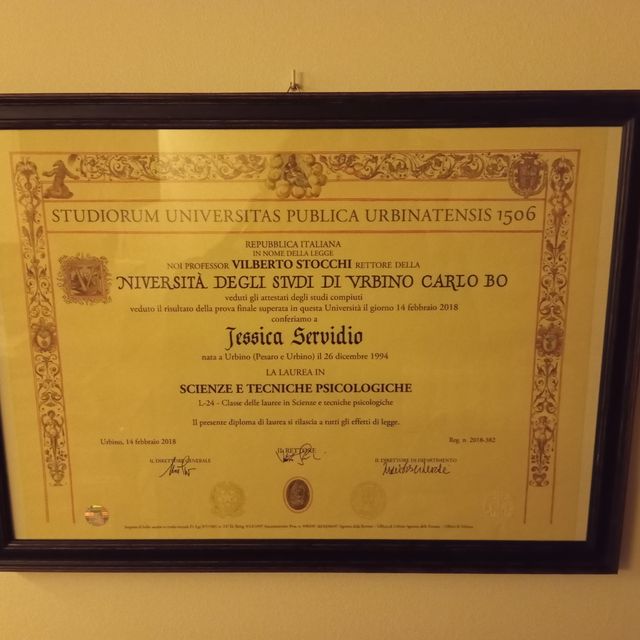 STUDIORUM UNIVERSITAS PUBLICA URBINATENSIS 1506
REPUBBLICA ITALIANA
IN NOME DELLA LEGGE
NOI PROFESSOR VILBERTO STOCCHI RETTORE DELLA
VNIVERSITÀ DEGLI STVDI DI VRBINO CARLO BO
veduti gli attestati degli studi compiuti
veduto il risultato della prova finale superata in questa Università il giorno 14 febbraio 2018
conferiamo a
Jessica Servidio
nata a Urbino (Pesaro e Urbino) il 26 dicembre 1994
LA LAUREA IN
SCIENZE E TECNICHE PSICOLOGICHE
L-24 - Classe delle lauree in Scienze e tecniche psicologiche
Il presente diploma di laurea si rilascia a tutti gli effetti di legge.
Urbino, 14 febbraio 2018
Reg. n. 2018-382
IL DIRETTORE GENERALE
IL RETTORE
IL DIRETTORE DI DIPARTIMENTO